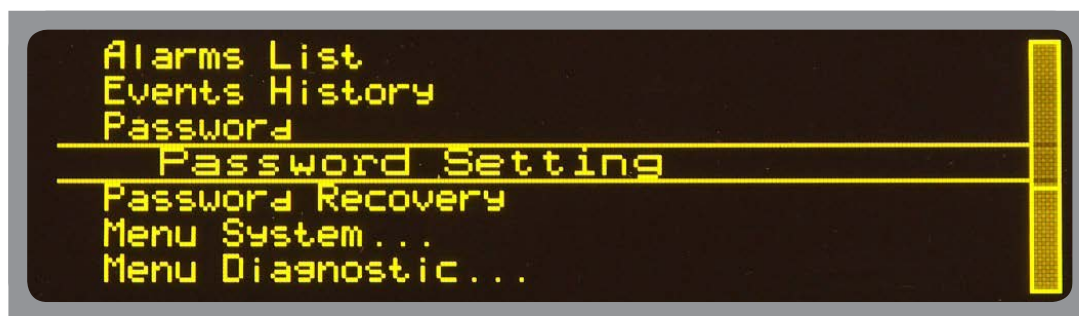 Alarms List
Events History
Password
Password Setting
Password Recovery
Menu System...
Menu Diagnostic...